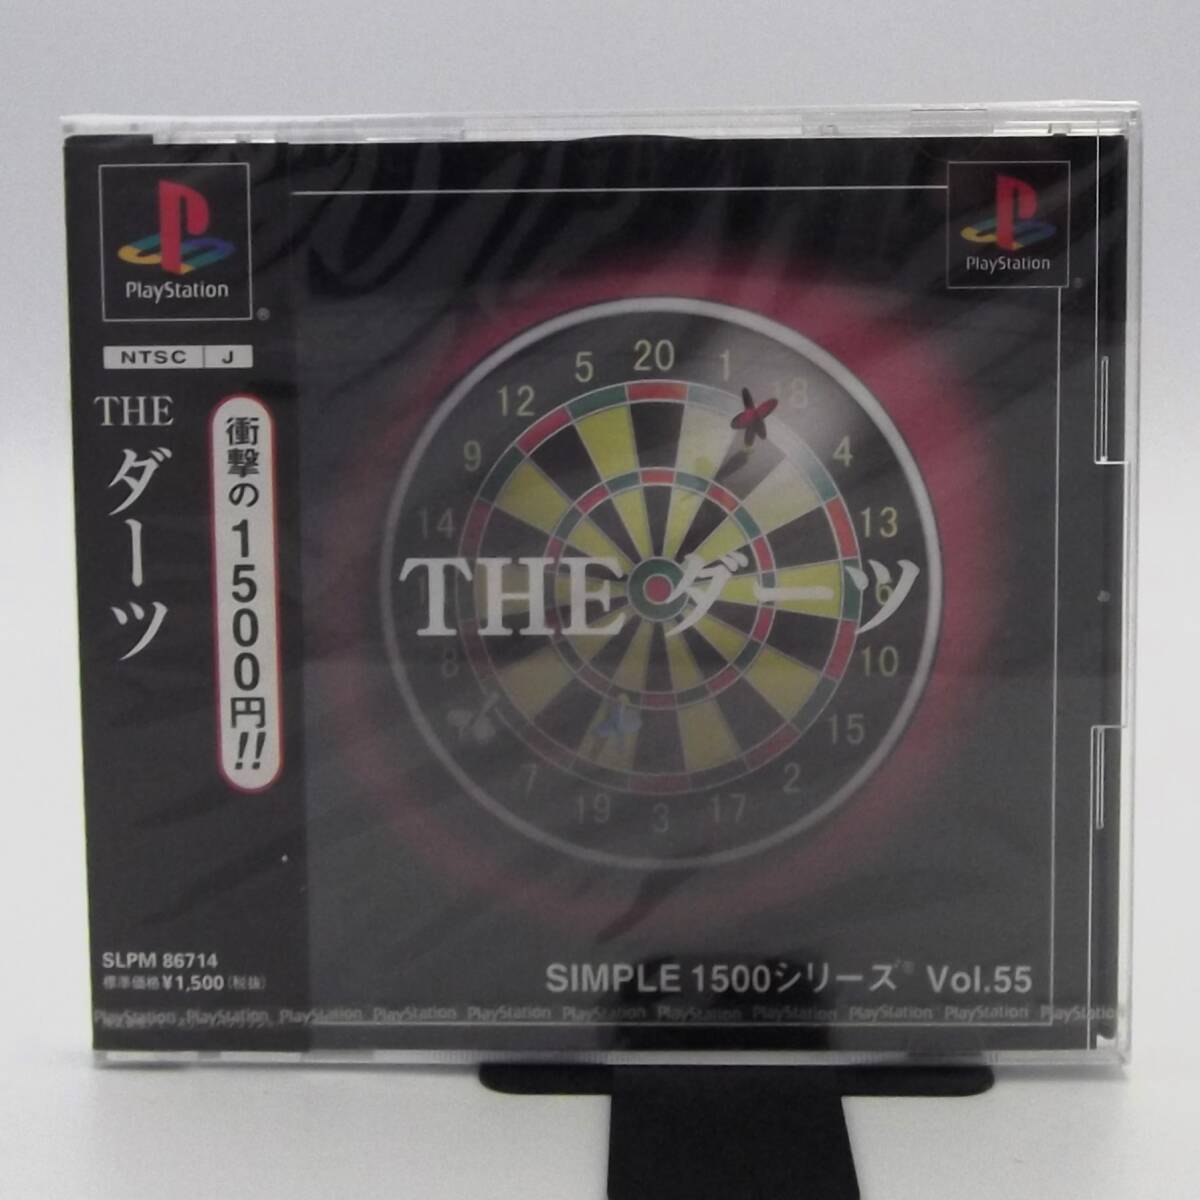 PlayStation
®
NTSC J
THE ダーツ
衝撃の1500円!!
SLPM 86714
標準価格¥1,500(税抜)
PlayStation
®
20
1
18
4
13
6
10
15
2
17
3
19
7
8
14
9
12
5
THE ダーツ
SIMPLE 1500シリーズ® Vol.55
PlayStation PlayStation PlayStation PlayStation PlayStation PlayStation PlayStation PlayStation PlayStation PlayStation PlayStation